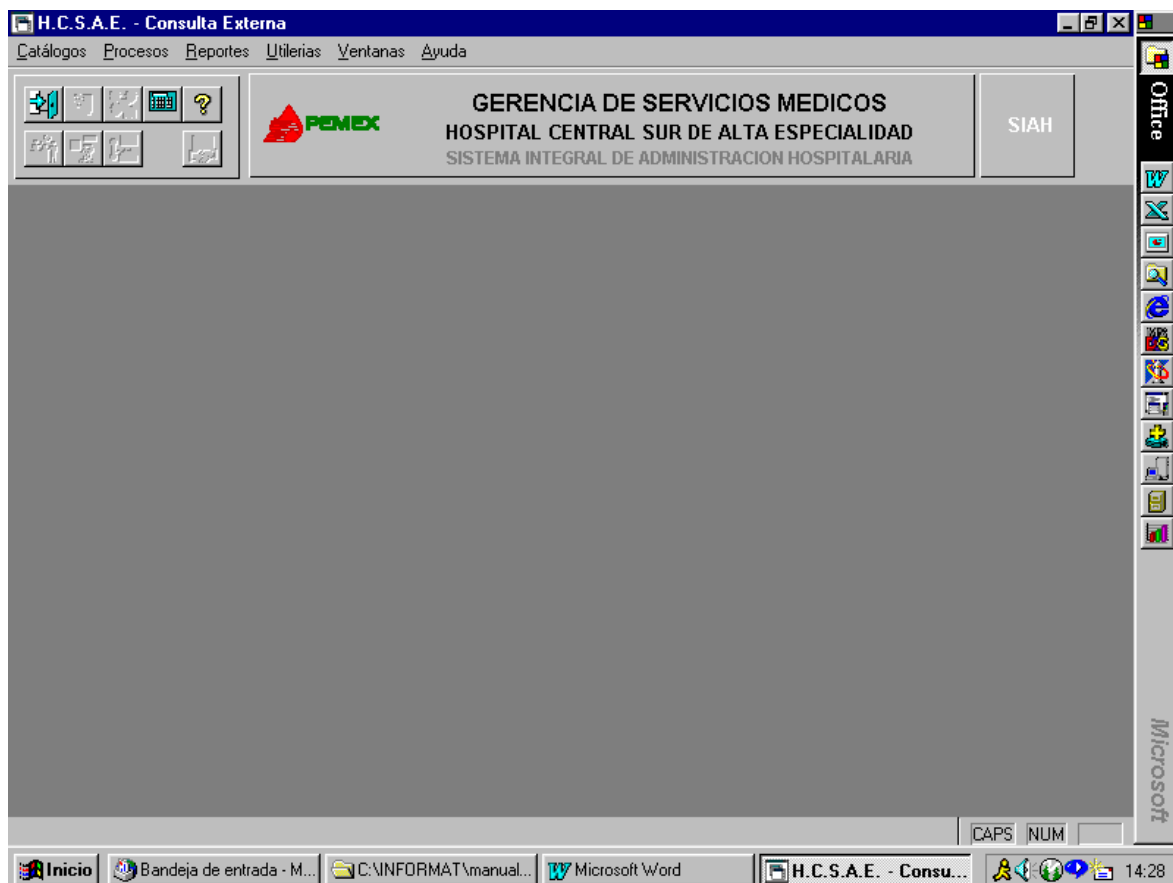 H.C.S.A.E. - Consulta Externa
Catálogos Procesos Reportes Utilerias Ventanas Ayuda
PEMEX
GERENCIA DE SERVICIOS MEDICOS
HOSPITAL CENTRAL SUR DE ALTA ESPECIALIDAD
SISTEMA INTEGRAL DE ADMINISTRACION HOSPITALARIA
SIAH
Office
Microsoft
CAPS NUM
Inicio Bandeja de entrada - M... C:\INFORMAT\manual... Microsoft Word H.C.S.A.E. - Consu... 14:28